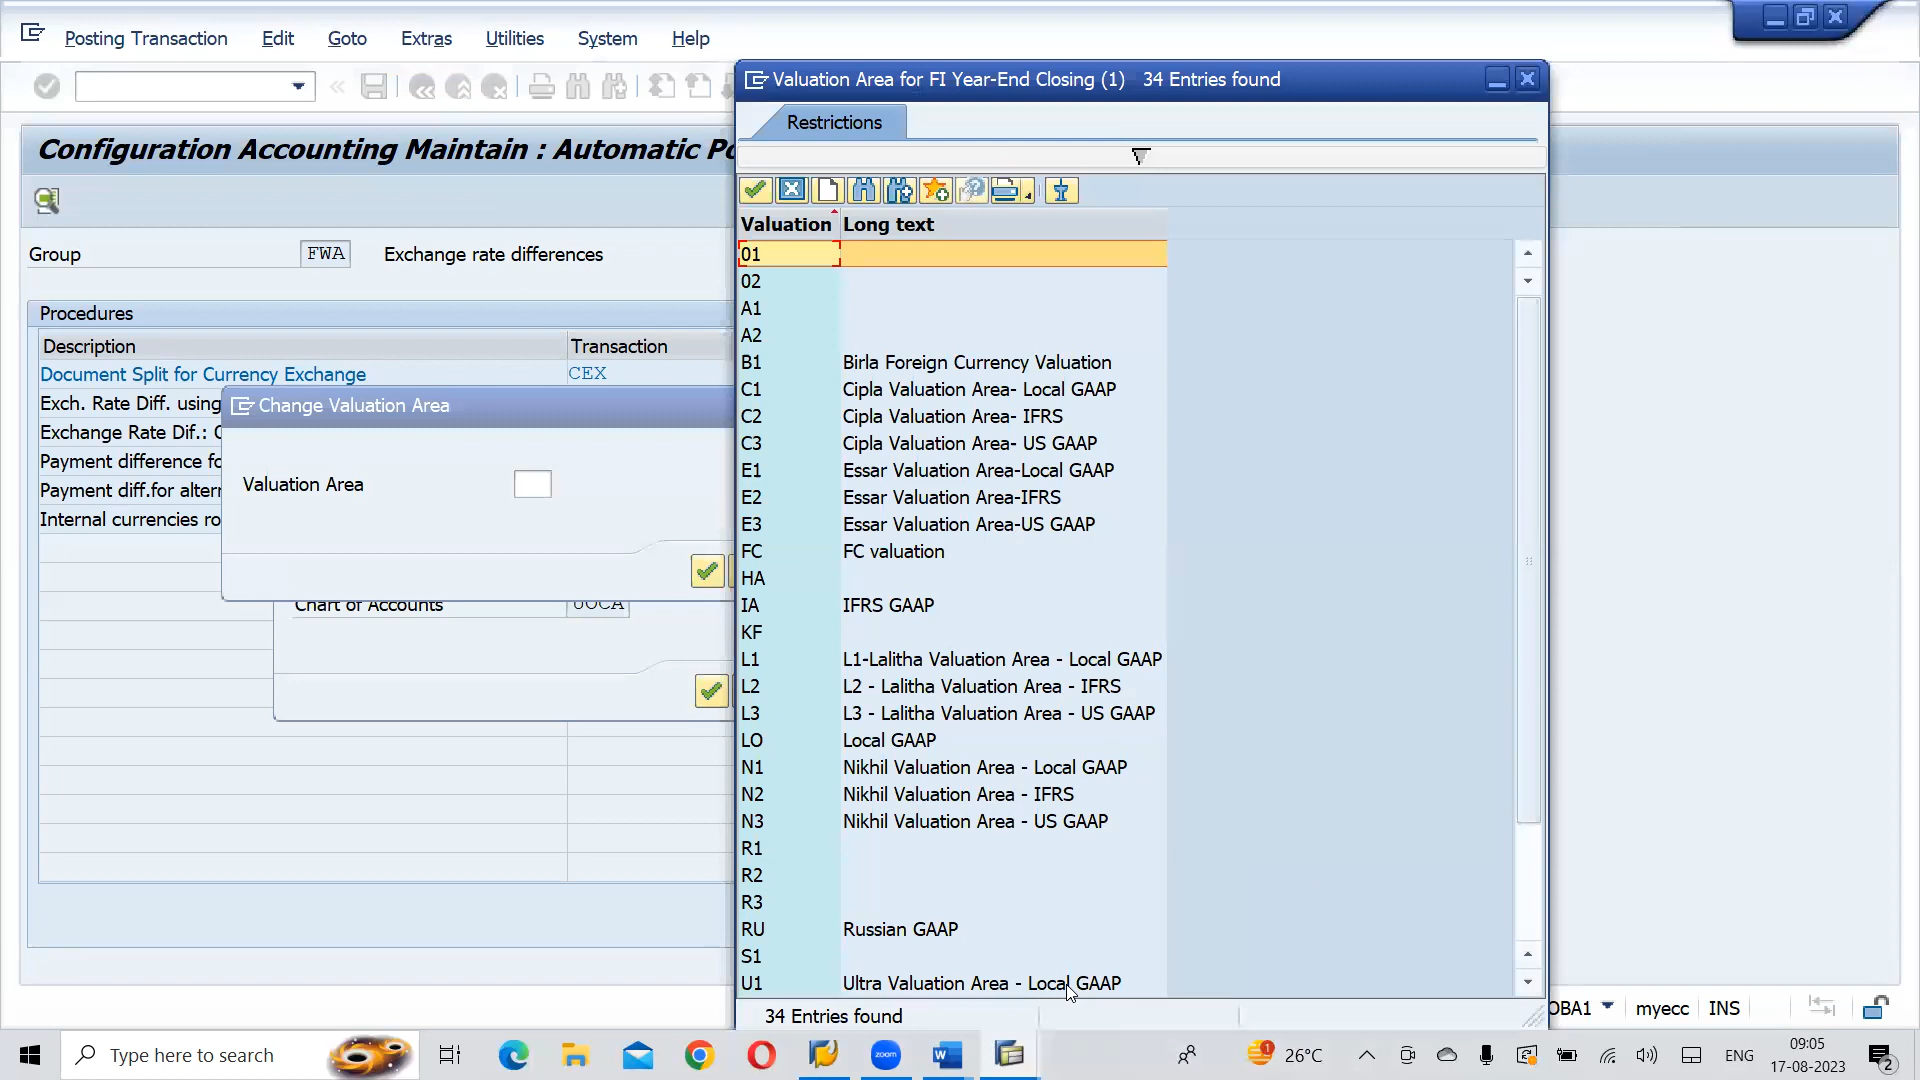 Posting Transaction Edit Goto Extras Utilities System Help
Configuration Accounting Maintain : Automatic Po
Group FWA Exchange rate differences
Procedures
Description Transaction
Document Split for Currency Exchange CEX
Exch. Rate Diff. using
Exchange Rate Dif.: C
Payment difference fo
Payment diff.for altern
Internal currencies ro
Change Valuation Area
Valuation Area
Chart of Accounts UOCA
Valuation Area for FI Year-End Closing (1) 34 Entries found
Restrictions
Valuation Long text
01
02
A1
A2
B1 Birla Foreign Currency Valuation
C1 Cipla Valuation Area- Local GAAP
C2 Cipla Valuation Area- IFRS
C3 Cipla Valuation Area- US GAAP
E1 Essar Valuation Area-Local GAAP
E2 Essar Valuation Area-IFRS
E3 Essar Valuation Area-US GAAP
FC FC valuation
HA
IA IFRS GAAP
KF
L1 L1-Lalitha Valuation Area - Local GAAP
L2 L2 - Lalitha Valuation Area - IFRS
L3 L3 - Lalitha Valuation Area - US GAAP
LO Local GAAP
N1 Nikhil Valuation Area - Local GAAP
N2 Nikhil Valuation Area - IFRS
N3 Nikhil Valuation Area - US GAAP
R1
R2
R3
RU Russian GAAP
S1
U1 Ultra Valuation Area - Local GAAP
34 Entries found
OBA1 myecc INS
Type here to search
zoom
W
1
26°C
ENG
09:05
17-08-2023
2